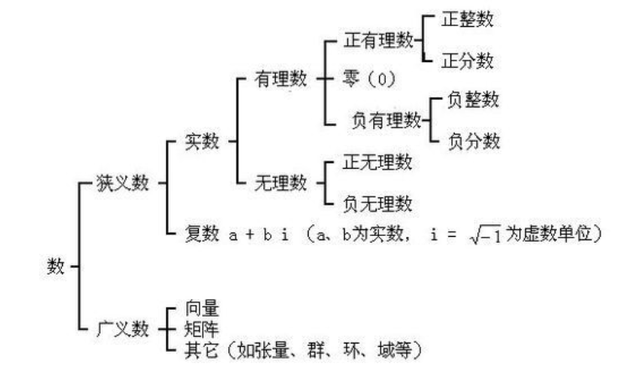 正整数
正有理数
正分数
有理数
零（0）
负整数
负有理数
实数
负分数
正无理数
狭义数
无理数
负无理数
复数 a + b i （a、b为实数， i = √-1 为虚数单位）
数
向量
广义数
矩阵
其它（如张量、群、环、域等）